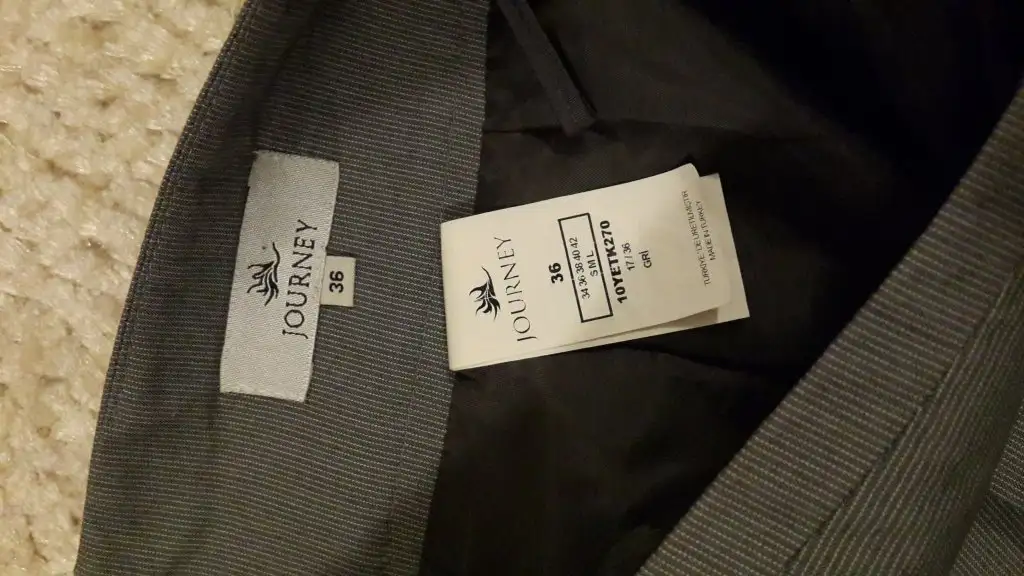 JOURNEY
36
JOURNEY
36
34 36 38 40 42
S M L
10YETK270
17 / 36
GRİ
TÜRKİYE'DE ÜRETİLMİŞTİR
MADE IN TURKEY